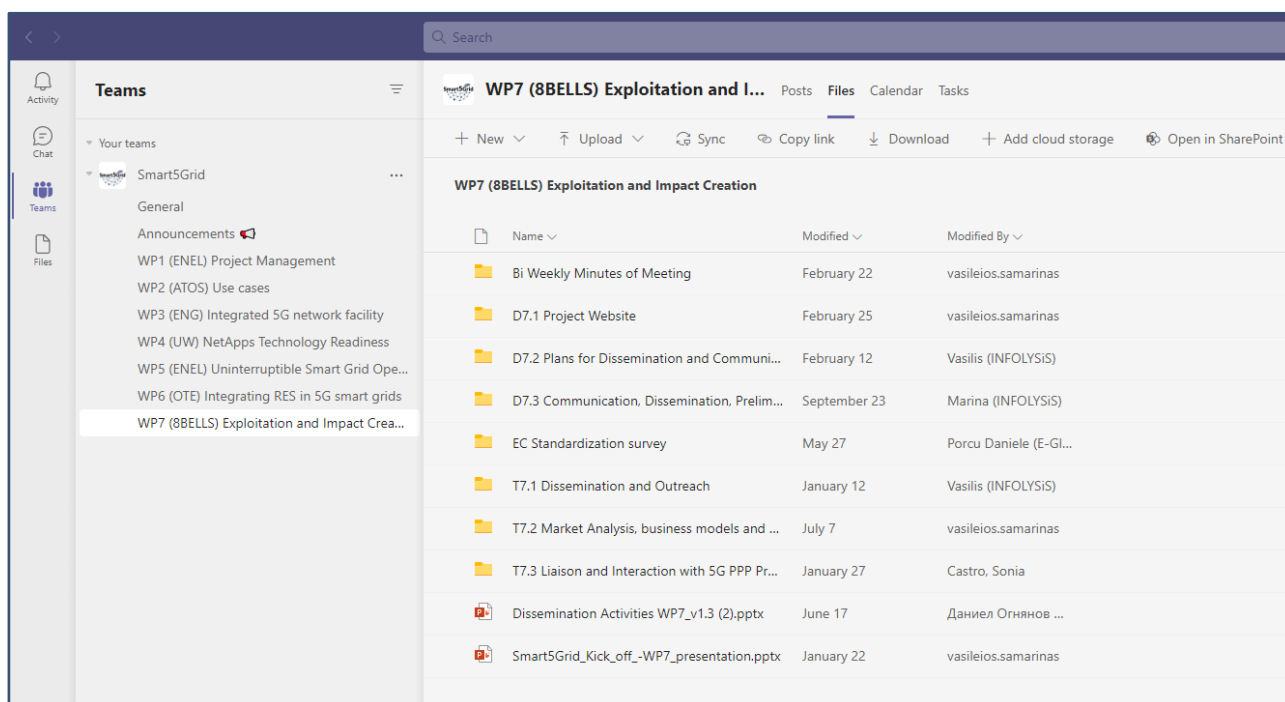 Search
Activity
Chat
Teams
Files
Teams
Your teams
Smart5Grid
General
Announcements 📢
WP1 (ENEL) Project Management
WP2 (ATOS) Use cases
WP3 (ENG) Integrated 5G network facility
WP4 (UW) NetApps Technology Readiness
WP5 (ENEL) Uninterruptible Smart Grid Ope...
WP6 (OTE) Integrating RES in 5G smart grids
WP7 (8BELLS) Exploitation and Impact Crea...
Smart5Grid WP7 (8BELLS) Exploitation and I... Posts Files Calendar Tasks
New Upload Sync Copy link Download Add cloud storage Open in SharePoint
WP7 (8BELLS) Exploitation and Impact Creation
Name Modified Modified By
Bi Weekly Minutes of Meeting February 22 vasileios.samarinas
D7.1 Project Website February 25 vasileios.samarinas
D7.2 Plans for Dissemination and Communi... February 12 Vasilis (INFOLYSiS)
D7.3 Communication, Dissemination, Prelim... September 23 Marina (INFOLYSiS)
EC Standardization survey May 27 Porcu Daniele (E-GI...
T7.1 Dissemination and Outreach January 12 Vasilis (INFOLYSiS)
T7.2 Market Analysis, business models and ... July 7 vasileios.samarinas
T7.3 Liaison and Interaction with 5G PPP Pr... January 27 Castro, Sonia
Dissemination Activities WP7_v1.3 (2).pptx June 17 Даниел Огнянов ...
Smart5Grid_Kick_off_-WP7_presentation.pptx January 22 vasileios.samarinas